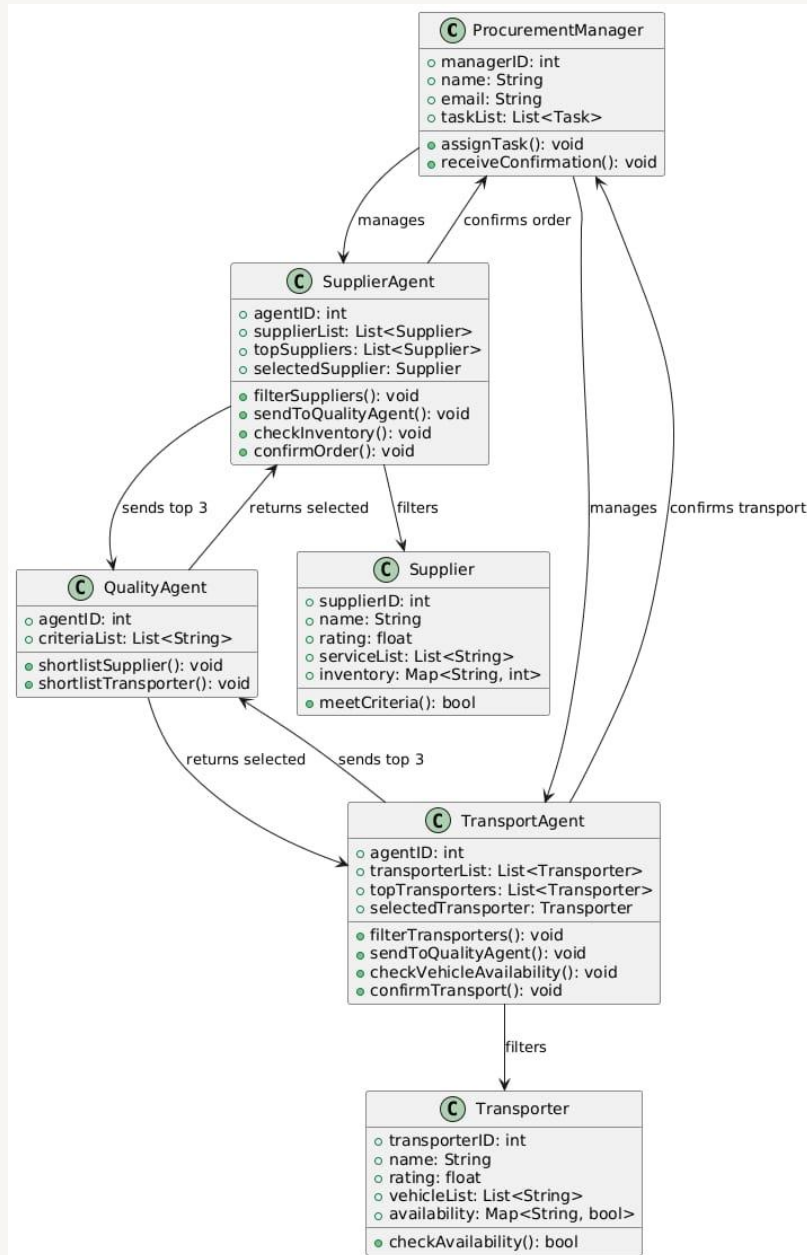 C ProcurementManager
managerID: int
name: String
email: String
taskList: List<Task>
assignTask(): void
receiveConfirmation(): void
manages
confirms order
C SupplierAgent
agentID: int
supplierList: List<Supplier>
topSuppliers: List<Supplier>
selectedSupplier: Supplier
filterSuppliers(): void
sendToQualityAgent(): void
checkInventory(): void
confirmOrder(): void
sends top 3
returns selected
filters
manages
confirms transport
C QualityAgent
agentID: int
criteriaList: List<String>
shortlistSupplier(): void
shortlistTransporter(): void
C Supplier
supplierID: int
name: String
rating: float
serviceList: List<String>
inventory: Map<String, int>
meetCriteria(): bool
returns selected
sends top 3
C TransportAgent
agentID: int
transporterList: List<Transporter>
topTransporters: List<Transporter>
selectedTransporter: Transporter
filterTransporters(): void
sendToQualityAgent(): void
checkVehicleAvailability(): void
confirmTransport(): void
filters
C Transporter
transporterID: int
name: String
rating: float
vehicleList: List<String>
availability: Map<String, bool>
checkAvailability(): bool